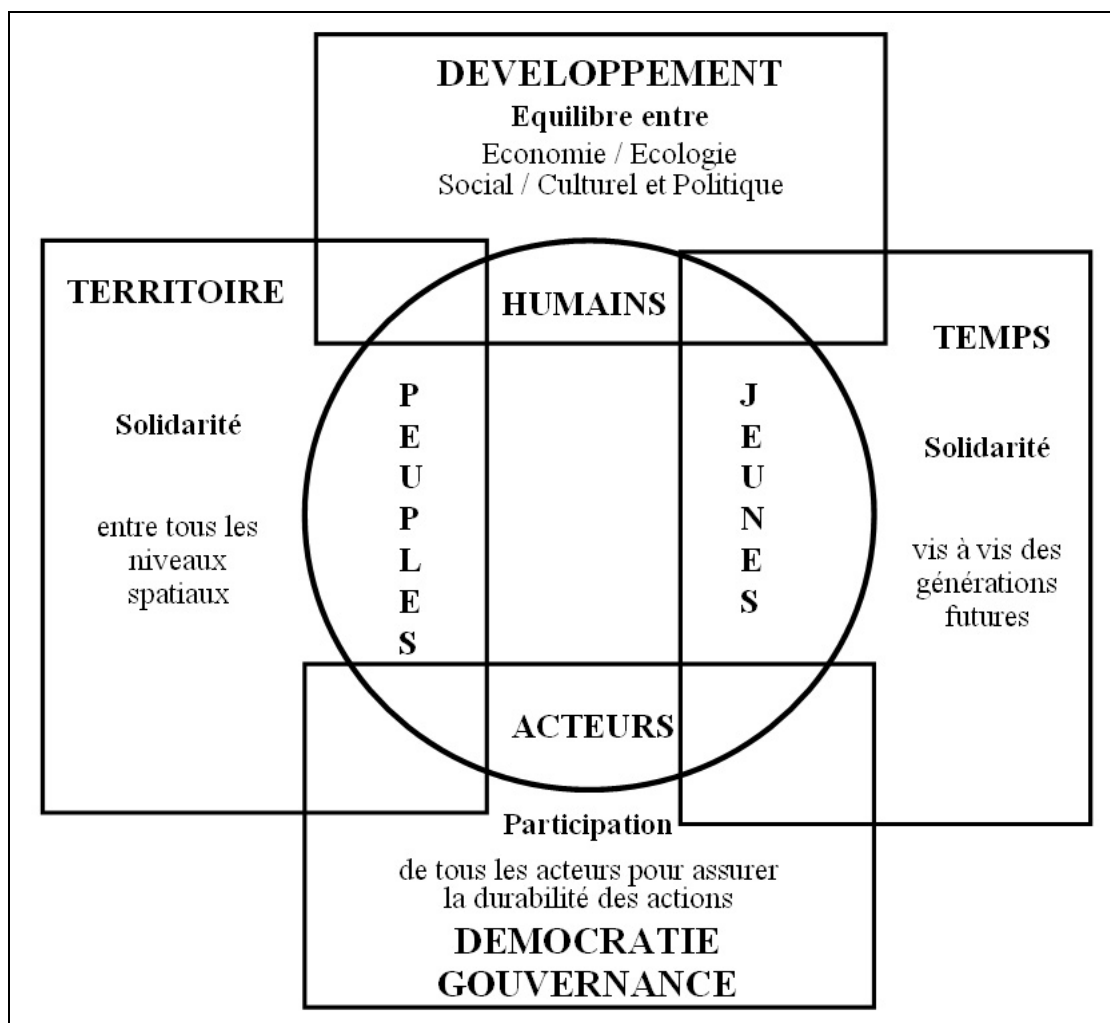 DEVELOPPEMENT
Equilibre entre
Economie / Ecologie
Social / Culturel et Politique
TERRITOIRE
Solidarité
entre tous les
niveaux
spatiaux
HUMAINS
PEUPLES
JEUNES
TEMPS
Solidarité
vis à vis des
générations
futures
ACTEURS
Participation
de tous les acteurs pour assurer
la durabilité des actions
DEMOCRATIE
GOUVERNANCE